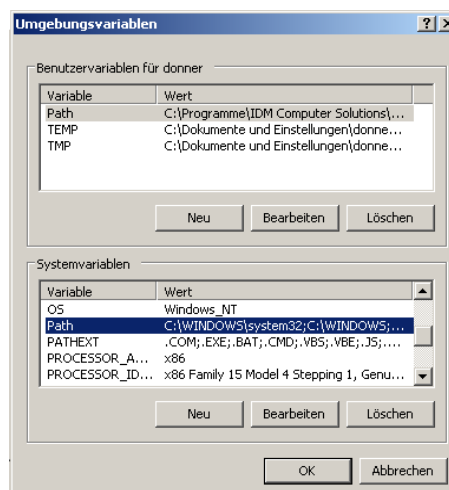 Umgebungsvariablen
Benutzervariablen für donner
Variable Wert
Path C:\Programme\IDM Computer Solutions\...
TEMP C:\Dokumente und Einstellungen\donne...
TMP C:\Dokumente und Einstellungen\donne...
Neu Bearbeiten Löschen
Systemvariablen
Variable Wert
OS Windows_NT
Path C:\WINDOWS\system32;C:\WINDOWS;...
PATHEXT .COM;.EXE;.BAT;.CMD;.VBS;.VBE;.JS;....
PROCESSOR_A... x86
PROCESSOR_ID... x86 Family 15 Model 4 Stepping 1, Genu...
Neu Bearbeiten Löschen
OK Abbrechen